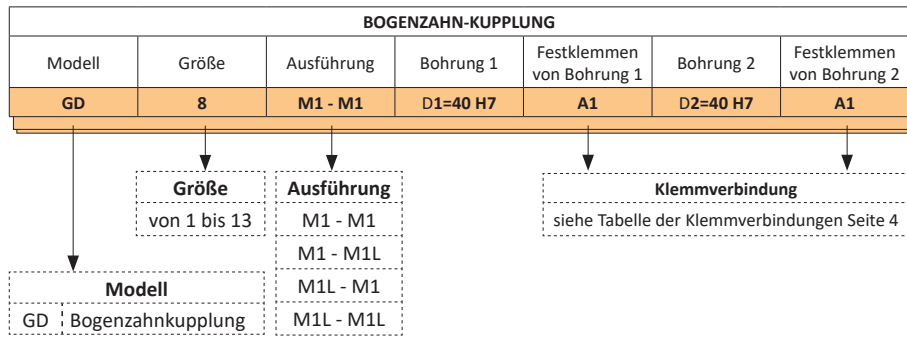 BOGENZAHN-KUPPLUNG
Modell Größe Ausführung Bohrung 1 Festklemmen von Bohrung 1 Bohrung 2 Festklemmen von Bohrung 2
GD 8 M1 - M1 D1=40 H7 A1 D2=40 H7 A1
Größe
von 1 bis 13
Ausführung
M1 - M1
M1 - M1L
M1L - M1
M1L - M1L
Klemmverbindung
siehe Tabelle der Klemmverbindungen Seite 4
Modell
GD Bogenzahnkupplung